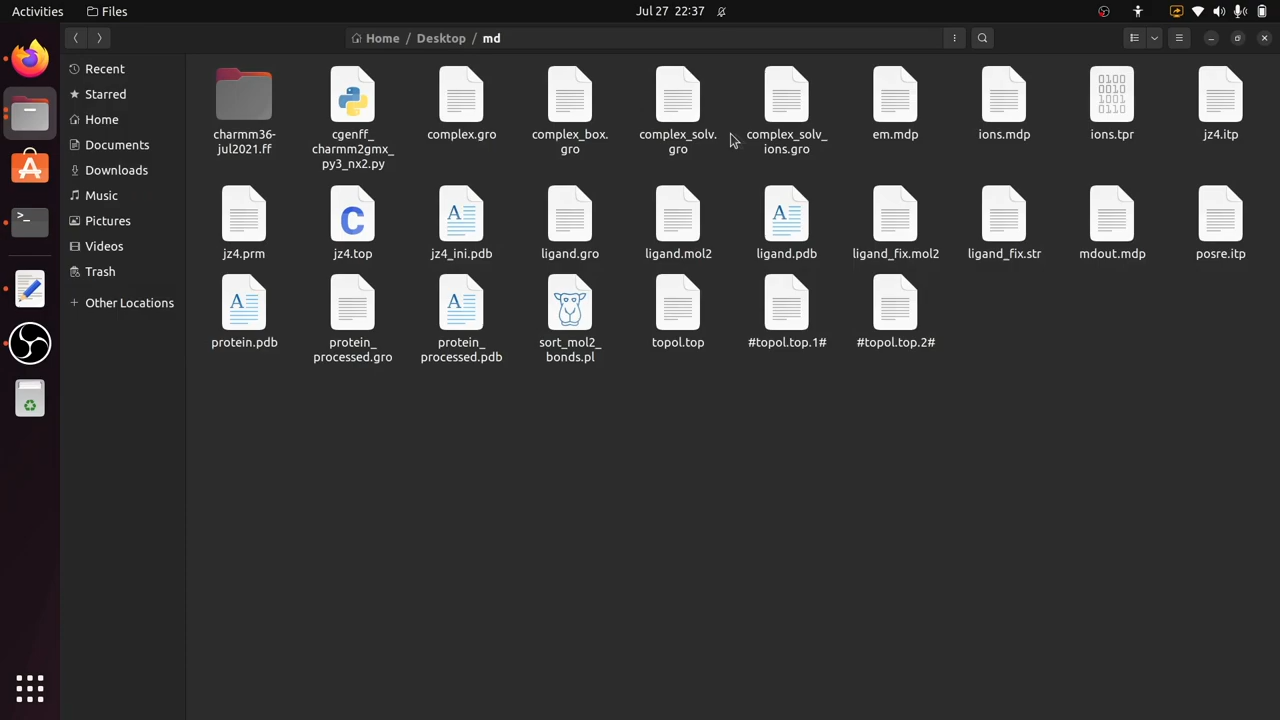 Activities
Files
Jul 27 22:37
Home / Desktop / md
Recent
Starred
Home
Documents
Downloads
Music
Pictures
Videos
Trash
+ Other Locations
charmm36-
jul2021.ff
cgenff_
charmm2gmx_
py3_nx2.py
complex.gro
complex_box.
gro
complex_solv.
gro
complex_solv_
ions.gro
em.mdp
ions.mdp
ions.tpr
jz4.itp
jz4.prm
jz4.top
jz4_ini.pdb
ligand.gro
ligand.mol2
ligand.pdb
ligand_fix.mol2
ligand_fix.str
mdout.mdp
posre.itp
protein.pdb
protein_
processed.gro
protein_
processed.pdb
sort_mol2_
bonds.pl
topol.top
#topol.top.1#
#topol.top.2#